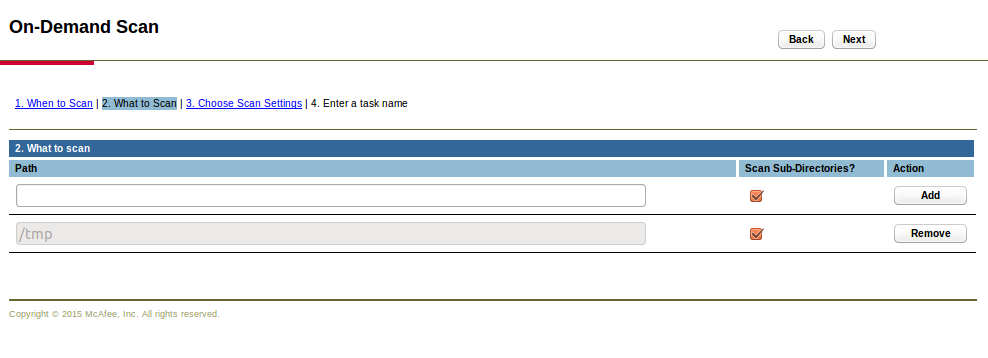 On-Demand Scan
Back Next
1. When to Scan | 2. What to Scan | 3. Choose Scan Settings | 4. Enter a task name
2. What to scan
Path Scan Sub-Directories? Action
Add
/tmp Remove
Copyright © 2015 McAfee, Inc. All rights reserved.